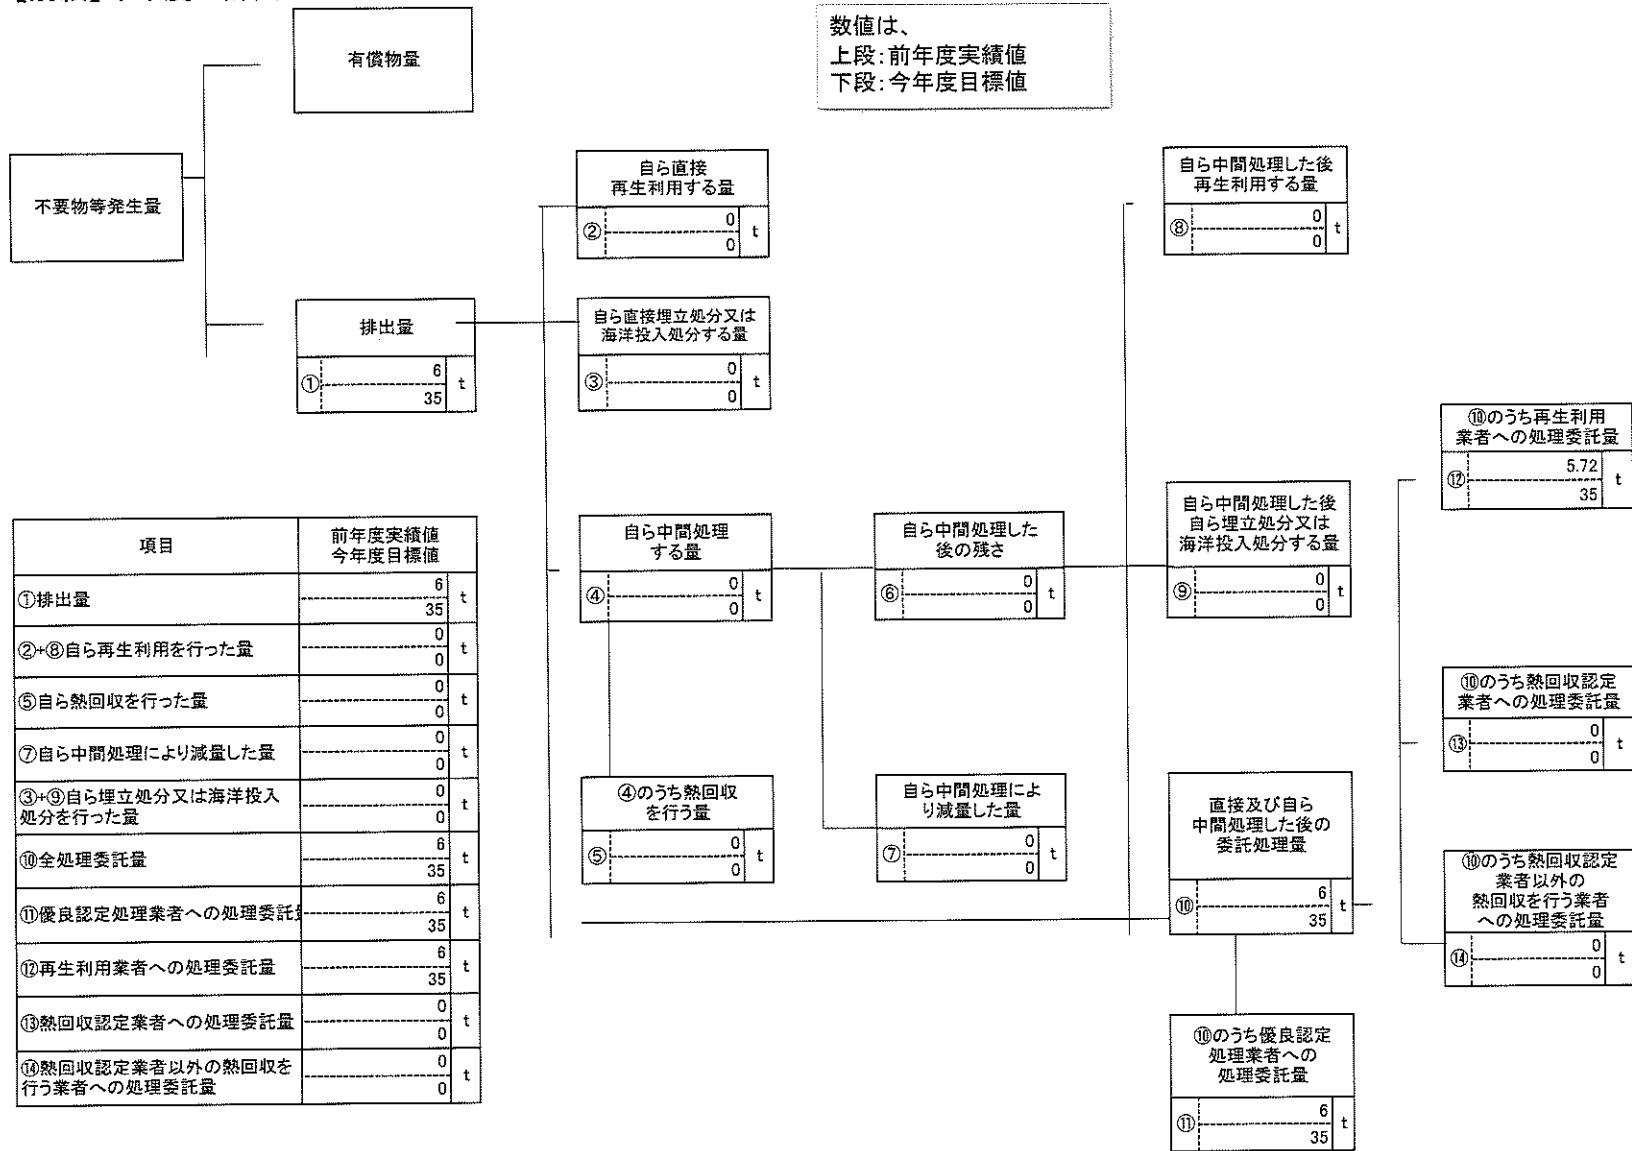 有償物量
数値は、
上段:前年度実績値
下段:今年度目標値
不要物等発生量
自ら直接
再生利用する量
②
0
0
t
自ら中間処理した後
再生利用する量
⑧
0
0
t
排出量
①
6
35
t
自ら直接埋立処分又は
海洋投入処分する量
③
0
0
t
⑩のうち再生利用
業者への処理委託量
⑫
5.72
35
t
自ら中間処理
する量
④
0
0
t
自ら中間処理した
後の残さ
⑥
0
0
t
自ら中間処理した後
自ら埋立処分又は
海洋投入処分する量
⑨
0
0
t
⑩のうち熱回収認定
業者への処理委託量
⑬
0
0
t
④のうち熱回収
を行う量
⑤
0
0
t
自ら中間処理によ
り減量した量
⑦
0
0
t
直接及び自ら
中間処理した後の
委託処理量
⑩
6
35
t
⑩のうち熱回収認定
業者以外の
熱回収を行う業者
への処理委託量
⑭
0
0
t
⑩のうち優良認定
処理業者への
処理委託量
⑪
6
35
t
項目
前年度実績値
今年度目標値
①排出量
6
35
t
②+⑧自ら再生利用を行った量
0
0
t
⑤自ら熱回収を行った量
0
0
t
⑦自ら中間処理により減量した量
0
0
t
③+⑨自ら埋立処分又は海洋投入
処分を行った量
0
0
t
⑩全処理委託量
6
35
t
⑪優良認定処理業者への処理委託
6
35
t
⑫再生利用業者への処理委託量
6
35
t
⑬熱回収認定業者への処理委託量
0
0
t
⑭熱回収認定業者以外の熱回収を
行う業者への処理委託量
0
0
t